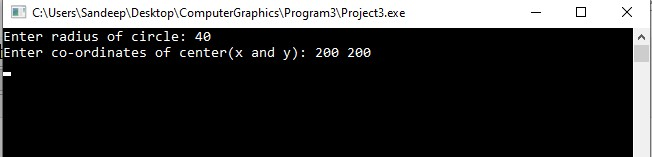 C:\Users\Sandeep\Desktop\ComputerGraphics\Program3\Project3.exe
Enter radius of circle: 40
Enter co-ordinates of center(x and y): 200 200